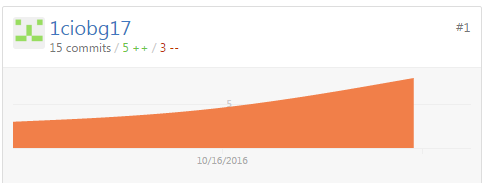 1ciobg17
#1
15 commits / 5 ++ / 3 --
5
10/16/2016